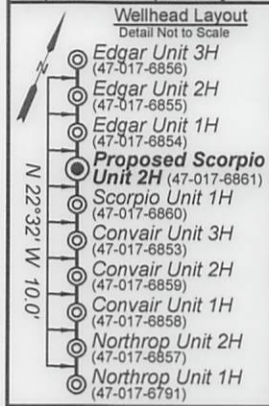 Wellhead Layout
Detail Not to Scale
Edgar Unit 3H
(47-017-6856)
Edgar Unit 2H
(47-017-6855)
Edgar Unit 1H
(47-017-6854)
Proposed Scorpio
Unit 2H (47-017-6861)
Scorpio Unit 1H
(47-017-6860)
Convair Unit 3H
(47-017-6853)
Convair Unit 2H
(47-017-6859)
Convair Unit 1H
(47-017-6858)
Northrop Unit 2H
(47-017-6857)
Northrop Unit 1H
(47-017-6791)
N 22°32' W 10.0'
N